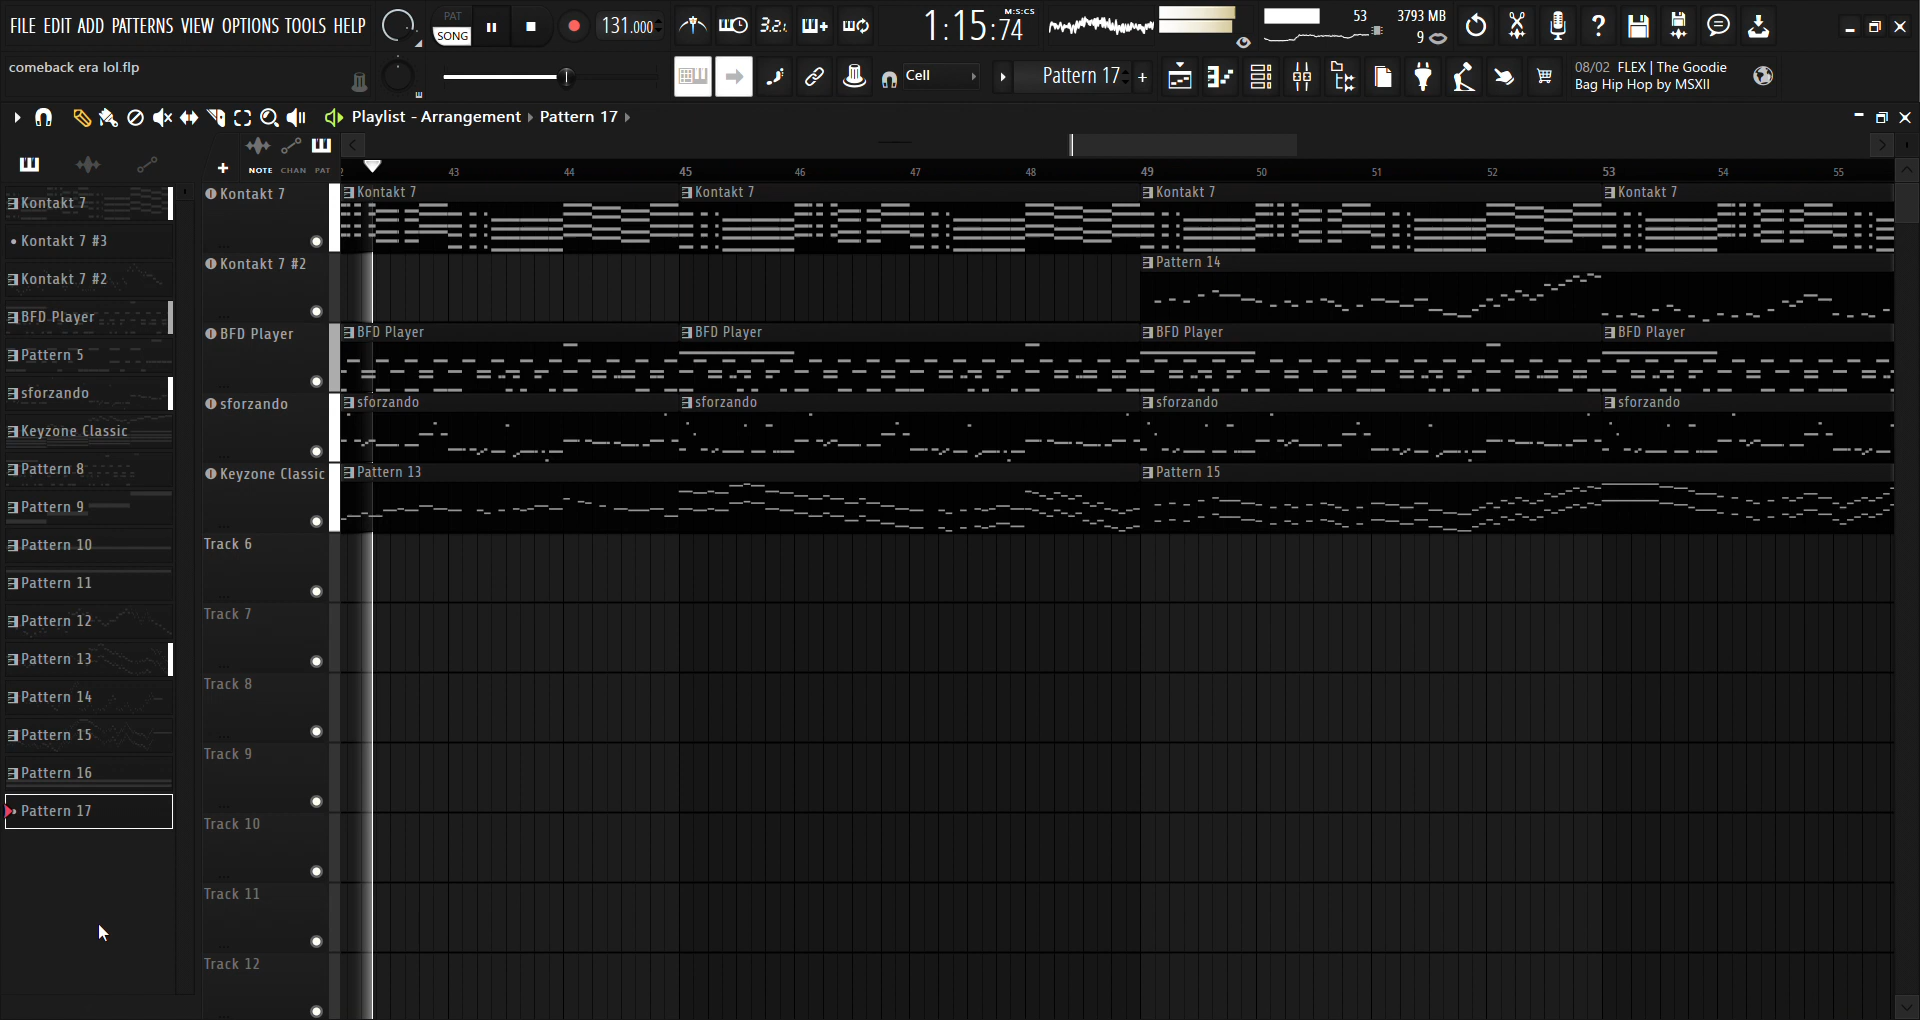 FILE EDIT ADD PATTERNS VIEW OPTIONS TOOLS HELP
PAT
SONG
131.000
3.2.
1:15:74
M:S:CS
53
3793 MB
9
comeback era lol.flp
Cell
Pattern 17
08/02 FLEX | The Goodie
Bag Hip Hop by MSXII
Playlist - Arrangement
Pattern 17
NOTE CHAN PAT
43 44 45 46 47 48 49 50 51 52 53 54 55
Kontakt 7
Kontakt 7 #3
Kontakt 7 #2
BFD Player
Pattern 5
sforzando
Keyzone Classic
Pattern 8
Pattern 9
Pattern 10
Pattern 11
Pattern 12
Pattern 13
Pattern 14
Pattern 15
Pattern 16
Pattern 17
Kontakt 7
Kontakt 7 Kontakt 7 Kontakt 7 Kontakt 7
Kontakt 7 #2
Pattern 14
BFD Player
BFD Player BFD Player BFD Player BFD Player
sforzando
sforzando sforzando sforzando sforzando
Keyzone Classic
Pattern 13 Pattern 15
Track 6
Track 7
Track 8
Track 9
Track 10
Track 11
Track 12